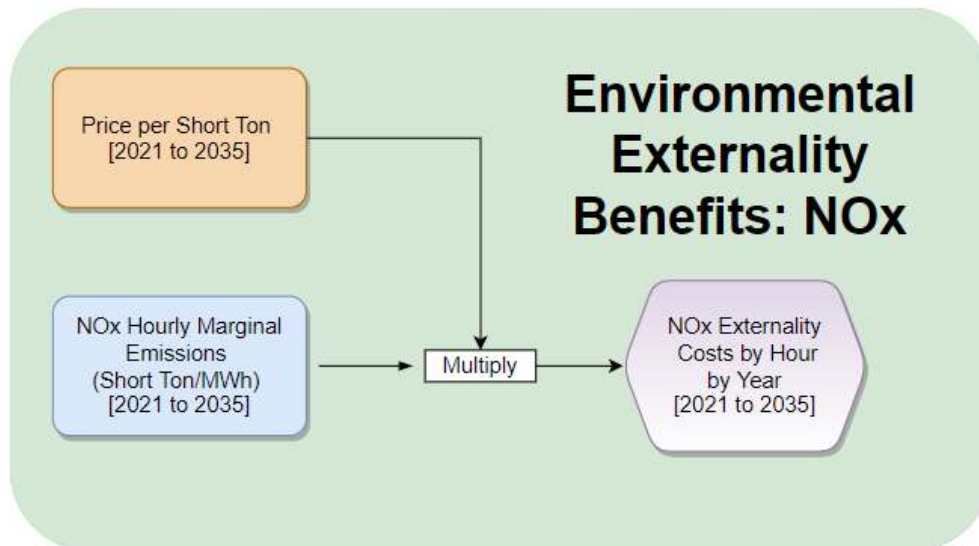 Environmental
Externality
Benefits: NOx
Price per Short Ton
[2021 to 2035]
NOx Hourly Marginal
Emissions
(Short Ton/MWh)
[2021 to 2035]
Multiply
NOx Externality
Costs by Hour
by Year
[2021 to 2035]